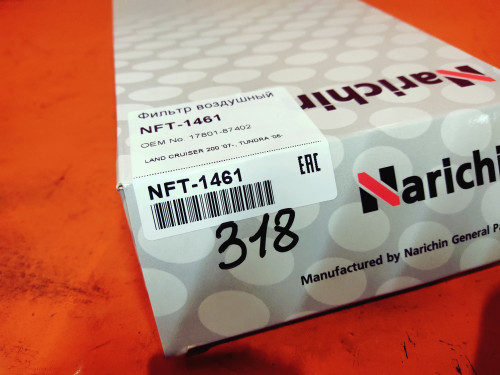 Narichin
Фильтр воздушный
NFT-1461
OEM No. 17801-87402
LAND CRUISER 200 '07-, TUNDRA '06-
NFT-1461
EAC
318
Narichin
Manufactured by Narichin General